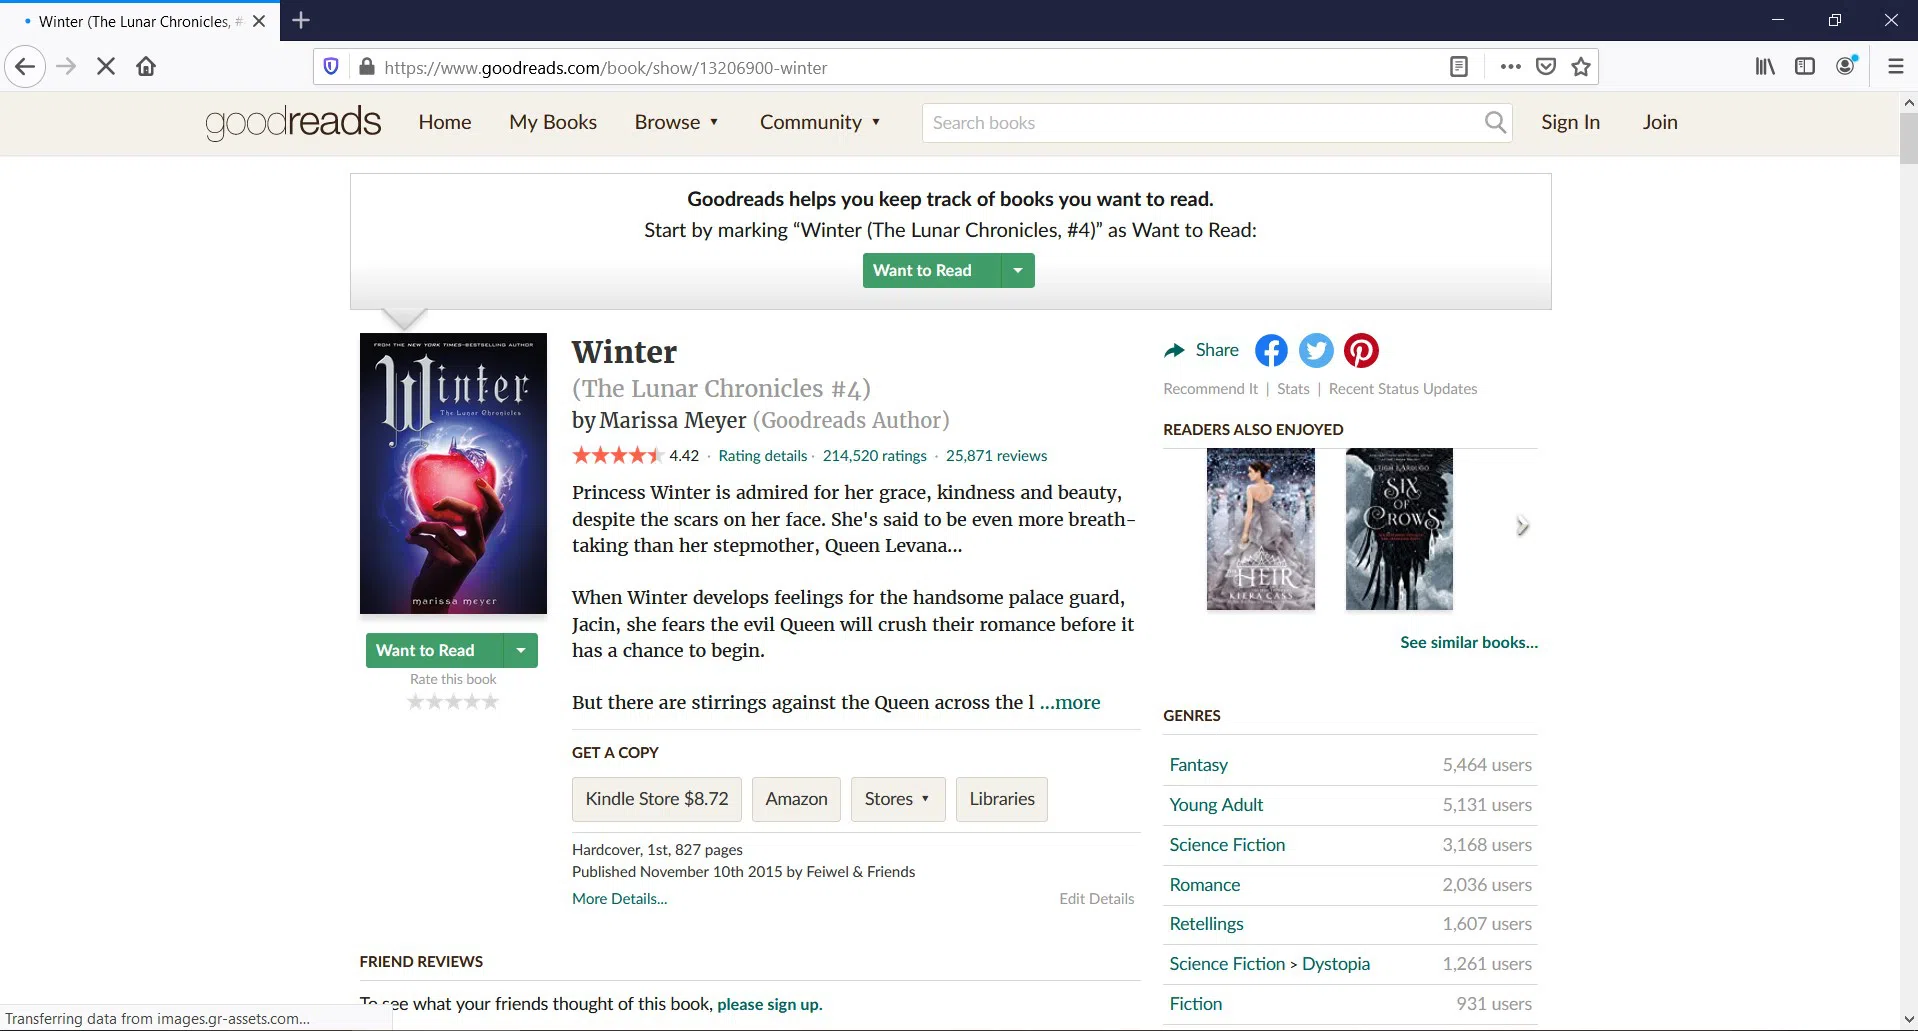 Winter (The Lunar Chronicles, #
https://www.goodreads.com/book/show/13206900-winter
goodreads
Home
My Books
Browse ▼
Community ▼
Search books
Sign In
Join
Goodreads helps you keep track of books you want to read.
Start by marking “Winter (The Lunar Chronicles, #4)” as Want to Read:
Want to Read
FROM THE NEW YORK TIMES-BESTSELLING AUTHOR
Winter
The Lunar Chronicles
marissa meyer
Want to Read
Rate this book
Winter
(The Lunar Chronicles #4)
by Marissa Meyer (Goodreads Author)
4.42 · Rating details · 214,520 ratings · 25,871 reviews
Princess Winter is admired for her grace, kindness and beauty,
despite the scars on her face. She's said to be even more breath-
taking than her stepmother, Queen Levana...
When Winter develops feelings for the handsome palace guard,
Jacin, she fears the evil Queen will crush their romance before it
has a chance to begin.
But there are stirrings against the Queen across the l ...more
GET A COPY
Kindle Store $8.72
Amazon
Stores ▼
Libraries
Hardcover, 1st, 827 pages
Published November 10th 2015 by Feiwel & Friends
More Details...
Edit Details
FRIEND REVIEWS
To see what your friends thought of this book, please sign up.
Share
Recommend It | Stats | Recent Status Updates
READERS ALSO ENJOYED
HEIR
KIERA CASS
LEIGH BARDUGO
SIX
OF
CROWS
See similar books...
GENRES
Fantasy 5,464 users
Young Adult 5,131 users
Science Fiction 3,168 users
Romance 2,036 users
Retellings 1,607 users
Science Fiction > Dystopia 1,261 users
Fiction 931 users
Transferring data from images.gr-assets.com...